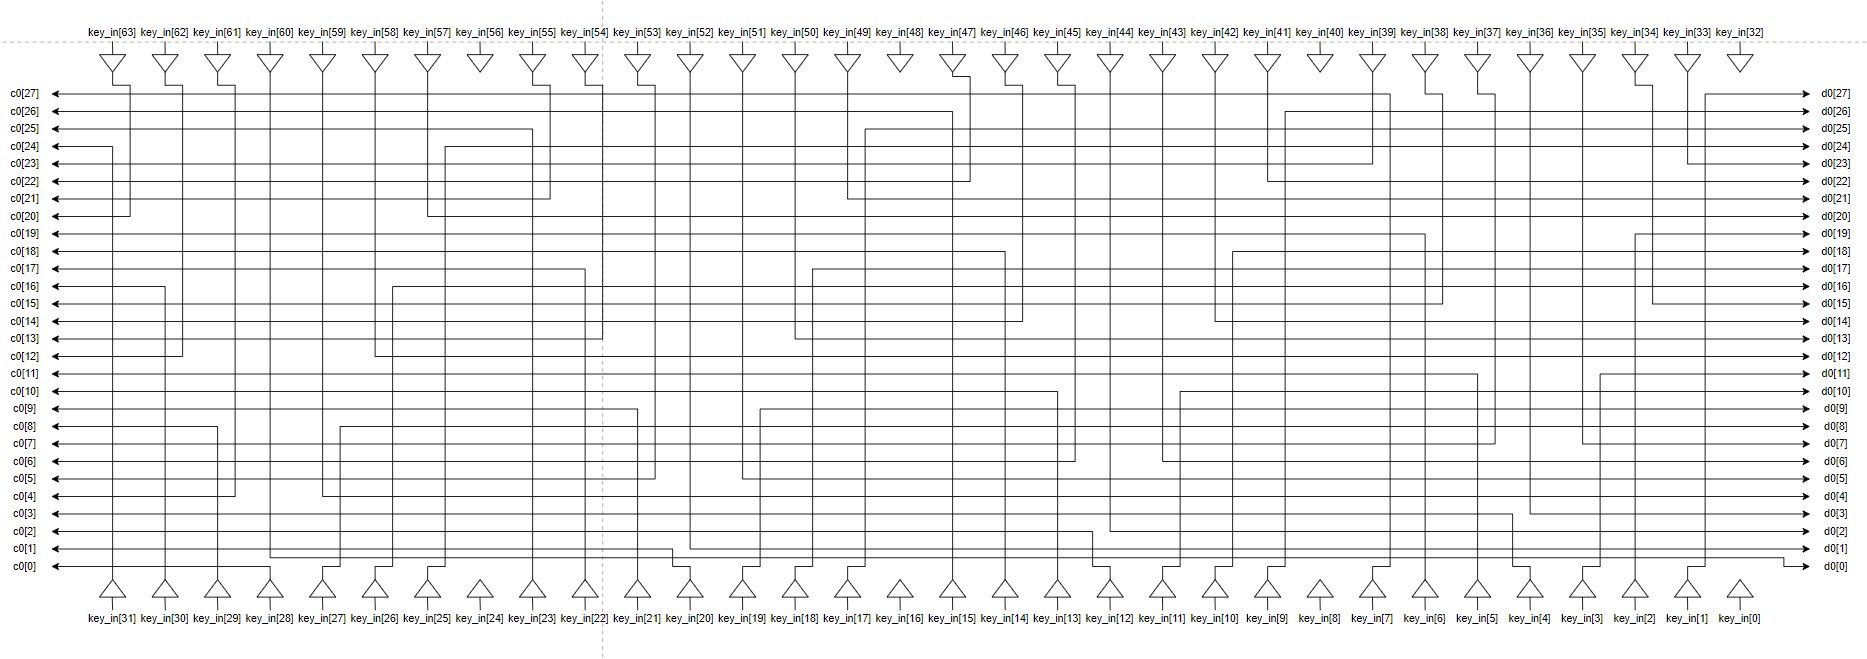 key_in[63] key_in[62] key_in[61] key_in[60] key_in[59] key_in[58] key_in[57] key_in[56] key_in[55] key_in[54] key_in[53] key_in[52] key_in[51] key_in[50] key_in[49] key_in[48] key_in[47] key_in[46] key_in[45] key_in[44] key_in[43] key_in[42] key_in[41] key_in[40] key_in[39] key_in[38] key_in[37] key_in[36] key_in[35] key_in[34] key_in[33] key_in[32]
c0[27] d0[27]
c0[26] d0[26]
c0[25] d0[25]
c0[24] d0[24]
c0[23] d0[23]
c0[22] d0[22]
c0[21] d0[21]
c0[20] d0[20]
c0[19] d0[19]
c0[18] d0[18]
c0[17] d0[17]
c0[16] d0[16]
c0[15] d0[15]
c0[14] d0[14]
c0[13] d0[13]
c0[12] d0[12]
c0[11] d0[11]
c0[10] d0[10]
c0[9] d0[9]
c0[8] d0[8]
c0[7] d0[7]
c0[6] d0[6]
c0[5] d0[5]
c0[4] d0[4]
c0[3] d0[3]
c0[2] d0[2]
c0[1] d0[1]
c0[0] d0[0]
key_in[31] key_in[30] key_in[29] key_in[28] key_in[27] key_in[26] key_in[25] key_in[24] key_in[23] key_in[22] key_in[21] key_in[20] key_in[19] key_in[18] key_in[17] key_in[16] key_in[15] key_in[14] key_in[13] key_in[12] key_in[11] key_in[10] key_in[9] key_in[8] key_in[7] key_in[6] key_in[5] key_in[4] key_in[3] key_in[2] key_in[1] key_in[0]